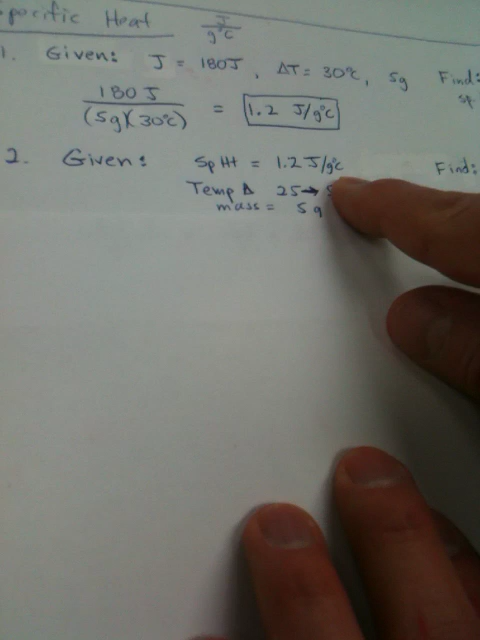 Specific Heat J/g°C
1. Given: J = 180J, ΔT = 30°C, 5g Find:
180 J / (5g)(30°C) = 1.2 J/g°C
2. Given: Sp Ht = 1.2 J/g°C Find:
Temp Δ 25→
mass = 5g